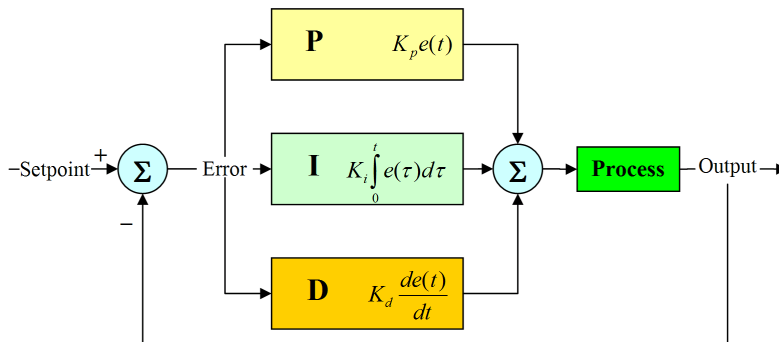 P K_p e(t)
Setpoint + Σ Error I K_i ∫_0^t e(τ)dτ Σ Process Output
−
D K_d de(t)/dt